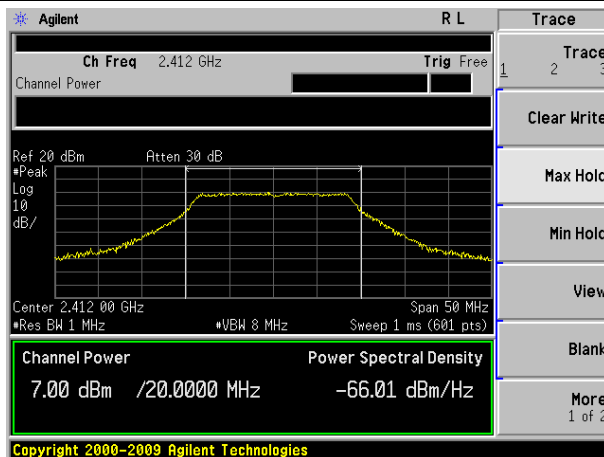 Agilent R L Trace
Ch Freq 2.412 GHz Trig Free
Channel Power
Trace
1 2 3
Clear Write
Max Hold
Min Hold
View
Blank
More
1 of 2
Ref 20 dBm Atten 30 dB
#Peak
Log
10
dB/
Center 2.412 00 GHz Span 50 MHz
#Res BW 1 MHz #VBW 8 MHz Sweep 1 ms (601 pts)
Channel Power Power Spectral Density
7.00 dBm /20.0000 MHz -66.01 dBm/Hz
Copyright 2000-2009 Agilent Technologies